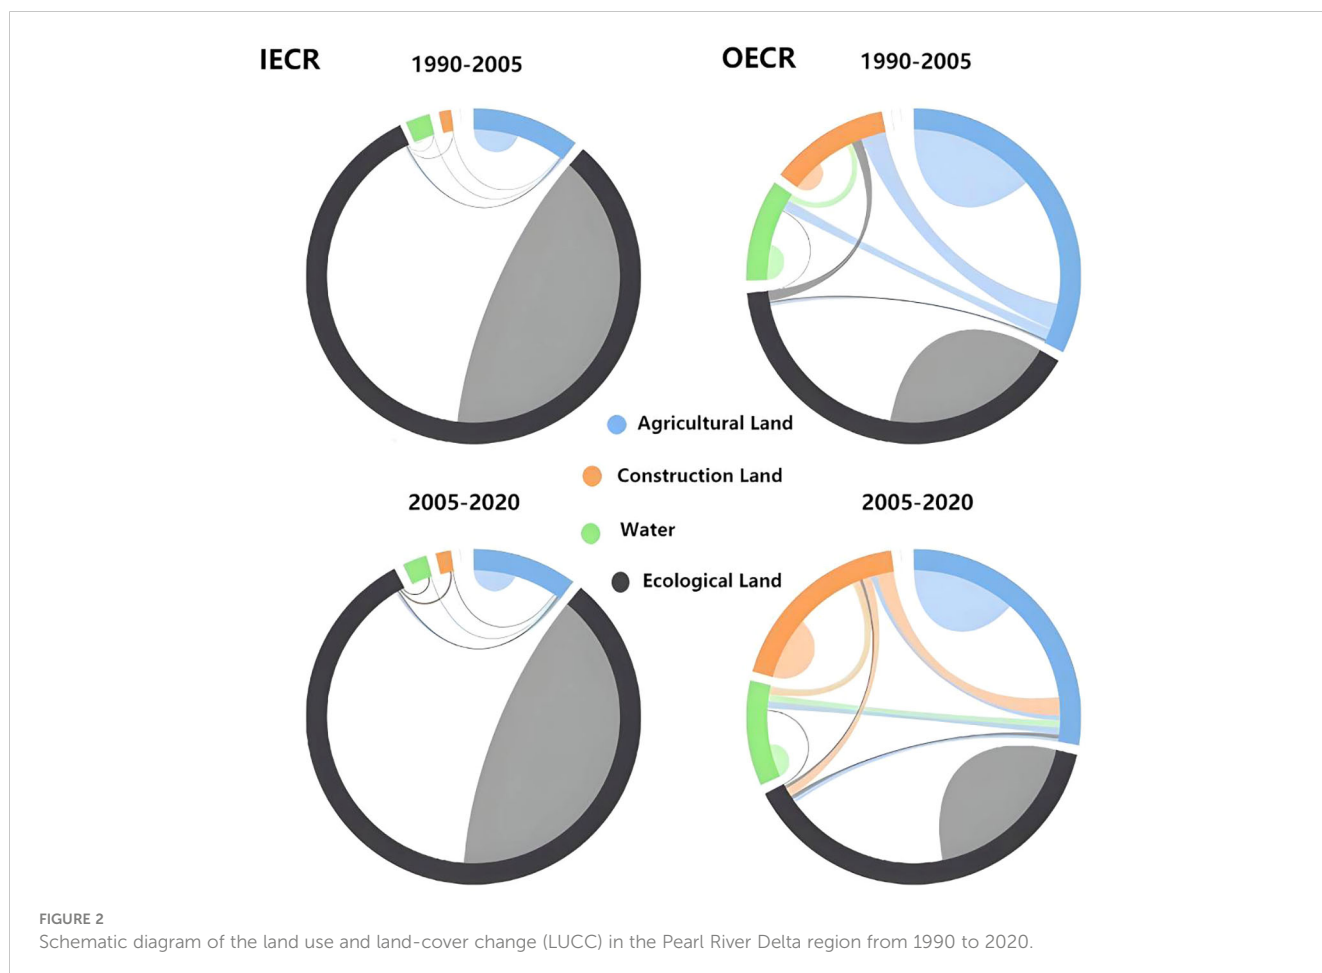 IECR
1990-2005
OECR
1990-2005
Agricultural Land
Construction Land
Water
Ecological Land
2005-2020
2005-2020
FIGURE 2
Schematic diagram of the land use and land-cover change (LUCC) in the Pearl River Delta region from 1990 to 2020.